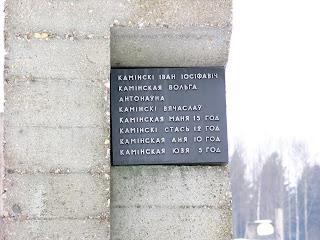 КАМІНСКІ ІВАН ІОСІФАВІЧ
КАМІНСКАЯ ВОЛЬГА
АНТОНАЎНА
КАМІНСКІ ВЯЧАСЛАЎ
КАМІНСКАЯ МАНЯ 15 ГОД
КАМІНСКІ СТАСЬ 12 ГОД
КАМІНСКАЯ АНЯ 10 ГОД
КАМІНСКАЯ ЮЗЯ 5 ГОД